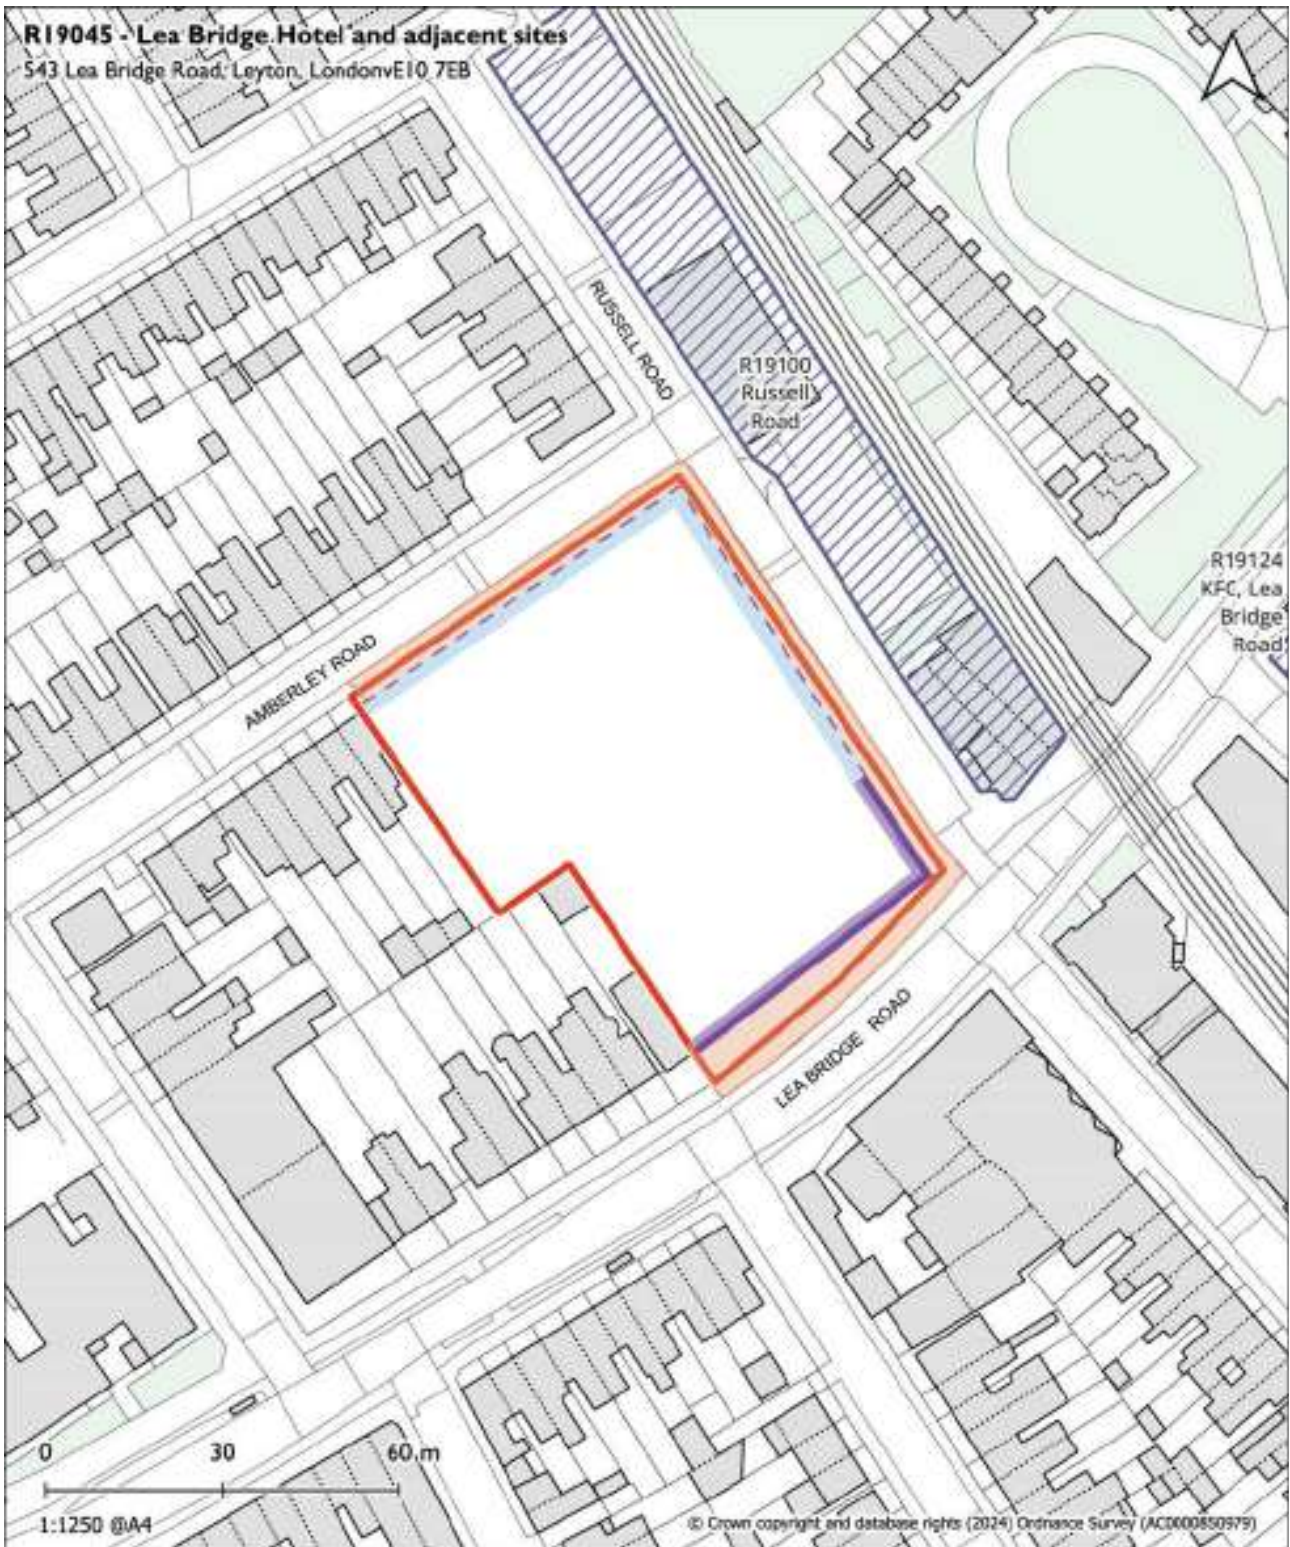 R19045 - Lea Bridge Hotel and adjacent sites
543 Lea Bridge Road, Leyton, LondonvE10 7EB
RUSSELL ROAD
R19100
Russell
Road
R19124
KFC, Lea
Bridge
Road
AMBERLEY ROAD
LEA BRIDGE ROAD
0 30 60 m
1:1250 @A4
© Crown copyright and database rights (2024) Ordnance Survey (AC0000850979)